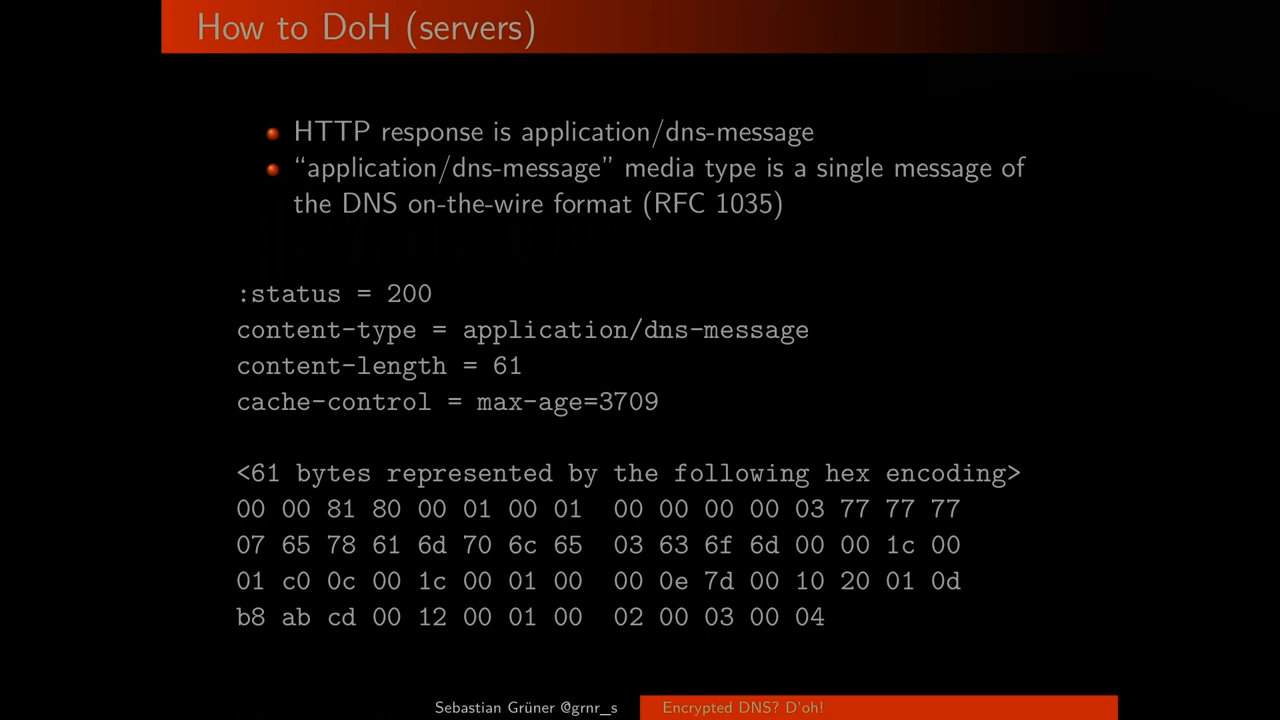 How to DoH (servers)
HTTP response is application/dns-message
“application/dns-message” media type is a single message of
the DNS on-the-wire format (RFC 1035)
:status = 200
content-type = application/dns-message
content-length = 61
cache-control = max-age=3709
<61 bytes represented by the following hex encoding>
00 00 81 80 00 01 00 01  00 00 00 00 03 77 77 77
07 65 78 61 6d 70 6c 65  03 63 6f 6d 00 00 1c 00
01 c0 0c 00 1c 00 01 00  00 0e 7d 00 10 20 01 0d
b8 ab cd 00 12 00 01 00  02 00 03 00 04
Sebastian Grüner @grnr_s
Encrypted DNS? D'oh!